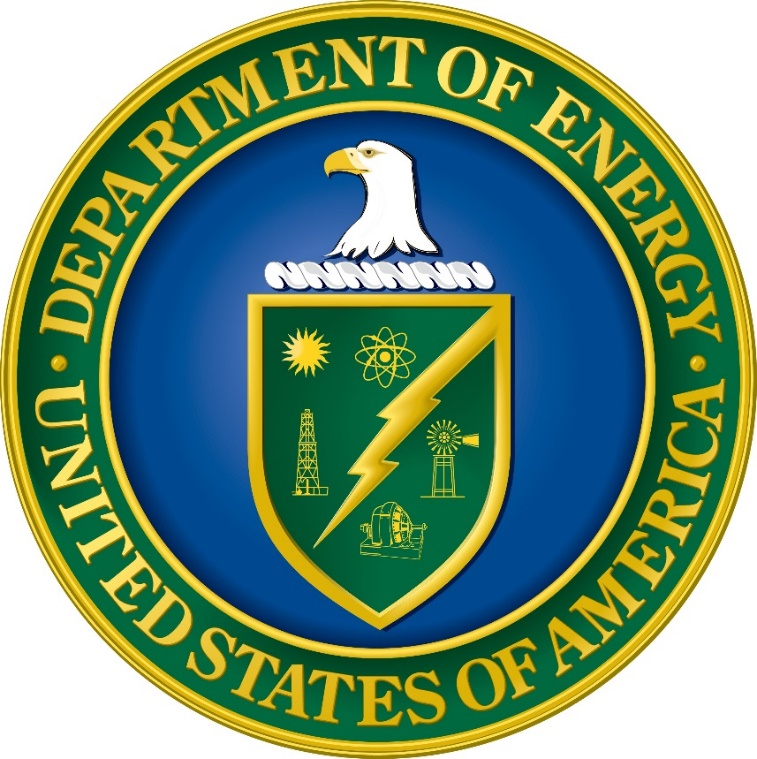 DEPARTMENT OF ENERGY
UNITED STATES OF AMERICA